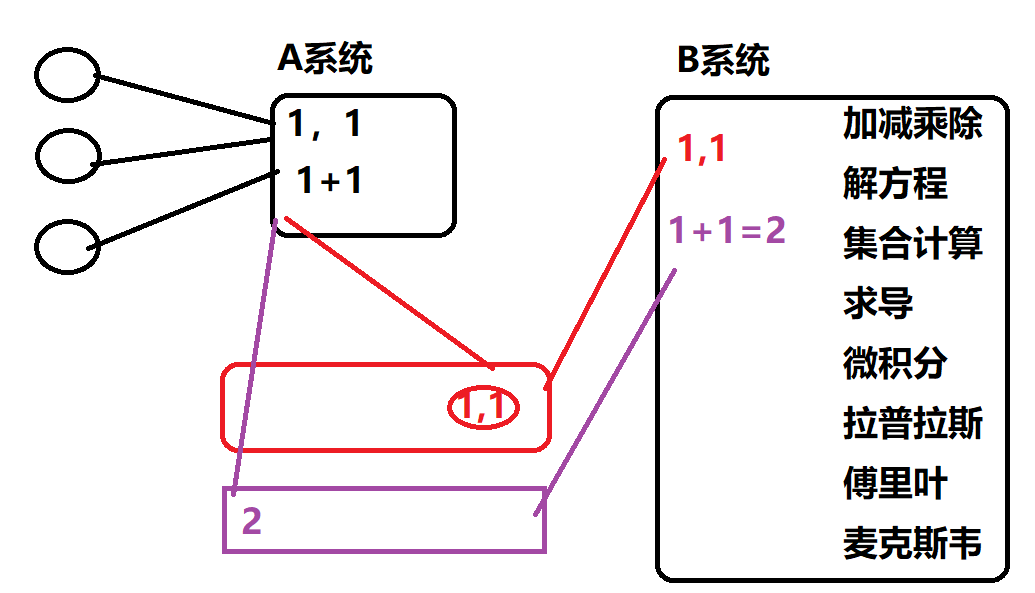 A系统
1，1
1+1
1,1
2
B系统
1,1
1+1=2
加减乘除
解方程
集合计算
求导
微积分
拉普拉斯
傅里叶
麦克斯韦